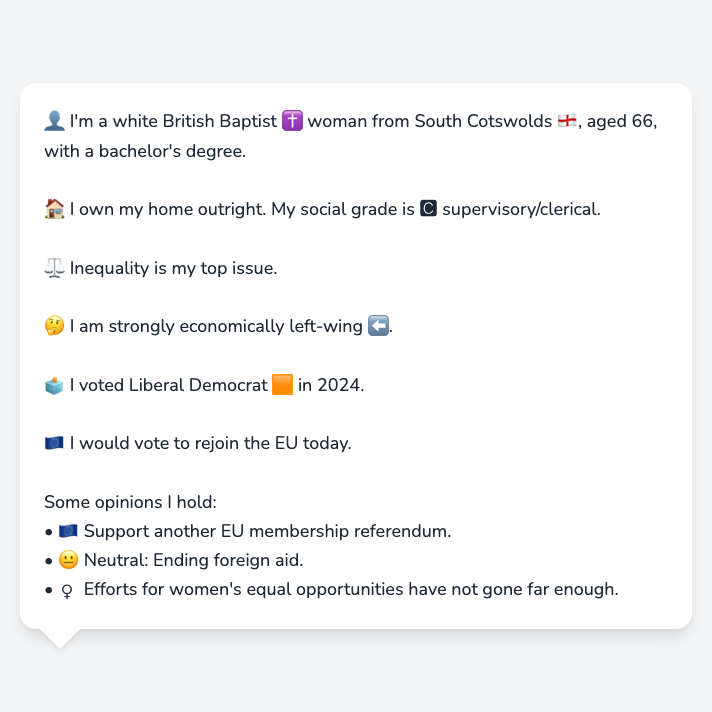 👤 I'm a white British Baptist ✝️ woman from South Cotswolds 🏴󠁧󠁢󠁥󠁮󠁧󠁿, aged 66,
with a bachelor's degree.
🏠 I own my home outright. My social grade is 🅲 supervisory/clerical.
⚖️ Inequality is my top issue.
🤔 I am strongly economically left-wing ⬅️.
🗳️ I voted Liberal Democrat 🟧 in 2024.
🇪🇺 I would vote to rejoin the EU today.
Some opinions I hold:
• 🇪🇺 Support another EU membership referendum.
• 😐 Neutral: Ending foreign aid.
• ♀ Efforts for women's equal opportunities have not gone far enough.